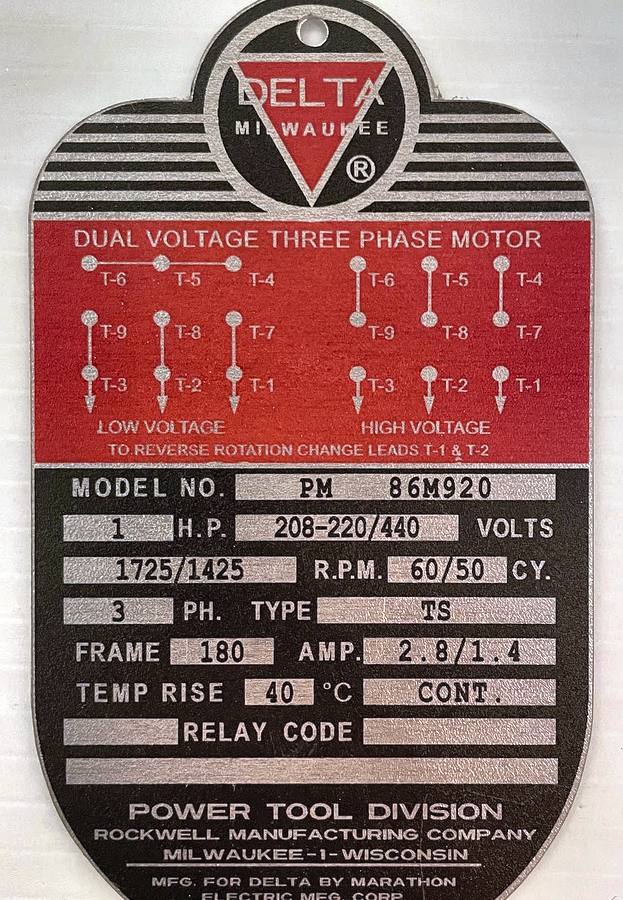 DELTA
MILWAUKEE
®
DUAL VOLTAGE THREE PHASE MOTOR
T-6 T-5 T-4 T-6 T-5 T-4
T-9 T-8 T-7 T-9 T-8 T-7
T-3 T-2 T-1 T-3 T-2 T-1
LOW VOLTAGE HIGH VOLTAGE
TO REVERSE ROTATION CHANGE LEADS T-1 & T-2
MODEL NO. PM 86M920
1 H.P. 208-220/440 VOLTS
1725/1425 R.P.M. 60/50 CY.
3 PH. TYPE TS
FRAME 180 AMP. 2.8/1.4
TEMP RISE 40 °C CONT.
RELAY CODE
POWER TOOL DIVISION
ROCKWELL MANUFACTURING COMPANY
MILWAUKEE-1-WISCONSIN
MFG. FOR DELTA BY MARATHON
ELECTRIC MFG. CORP.